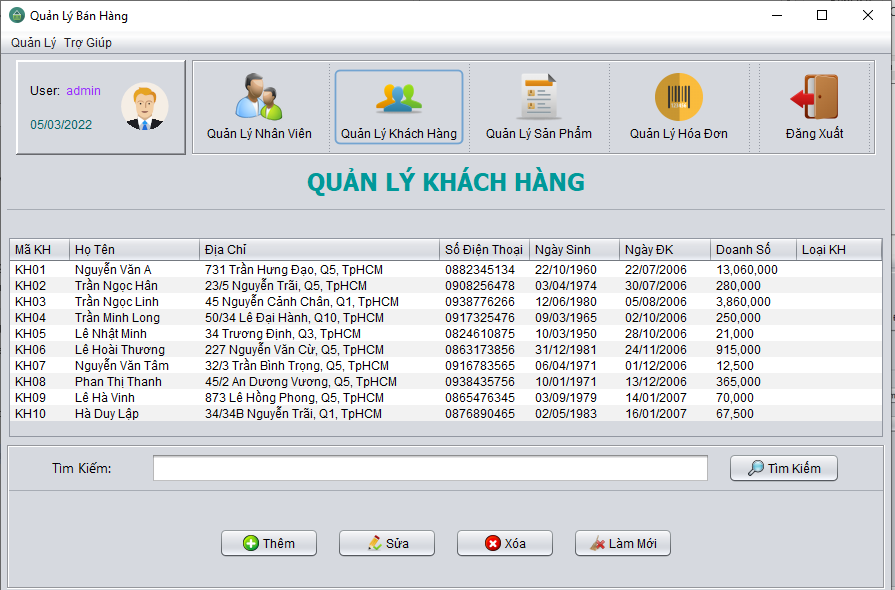 Quản Lý Bán Hàng
Quản Lý Trợ Giúp
User: admin
05/03/2022
Quản Lý Nhân Viên
Quản Lý Khách Hàng
Quản Lý Sản Phẩm
Quản Lý Hóa Đơn
Đăng Xuất
QUẢN LÝ KHÁCH HÀNG
Mã KH Họ Tên Địa Chỉ Số Điện Thoại Ngày Sinh Ngày ĐK Doanh Số Loại KH
KH01 Nguyễn Văn A 731 Trần Hưng Đạo, Q5, TpHCM 0882345134 22/10/1960 22/07/2006 13,060,000
KH02 Trần Ngọc Hân 23/5 Nguyễn Trãi, Q5, TpHCM 0908256478 03/04/1974 30/07/2006 280,000
KH03 Trần Ngọc Linh 45 Nguyễn Cảnh Chân, Q1, TpHCM 0938776266 12/06/1980 05/08/2006 3,860,000
KH04 Trần Minh Long 50/34 Lê Đại Hành, Q10, TpHCM 0917325476 09/03/1965 02/10/2006 250,000
KH05 Lê Nhật Minh 34 Trương Định, Q3, TpHCM 0824610875 10/03/1950 28/10/2006 21,000
KH06 Lê Hoài Thương 227 Nguyễn Văn Cừ, Q5, TpHCM 0863173856 31/12/1981 24/11/2006 915,000
KH07 Nguyễn Văn Tâm 32/3 Trần Bình Trọng, Q5, TpHCM 0916783565 06/04/1971 01/12/2006 12,500
KH08 Phan Thị Thanh 45/2 An Dương Vương, Q5, TpHCM 0938435756 10/01/1971 13/12/2006 365,000
KH09 Lê Hà Vinh 873 Lê Hồng Phong, Q5, TpHCM 0865476345 03/09/1979 14/01/2007 70,000
KH10 Hà Duy Lập 34/34B Nguyễn Trãi, Q1, TpHCM 0876890465 02/05/1983 16/01/2007 67,500
Tìm Kiếm: Tìm Kiếm
Thêm Sửa Xóa Làm Mới